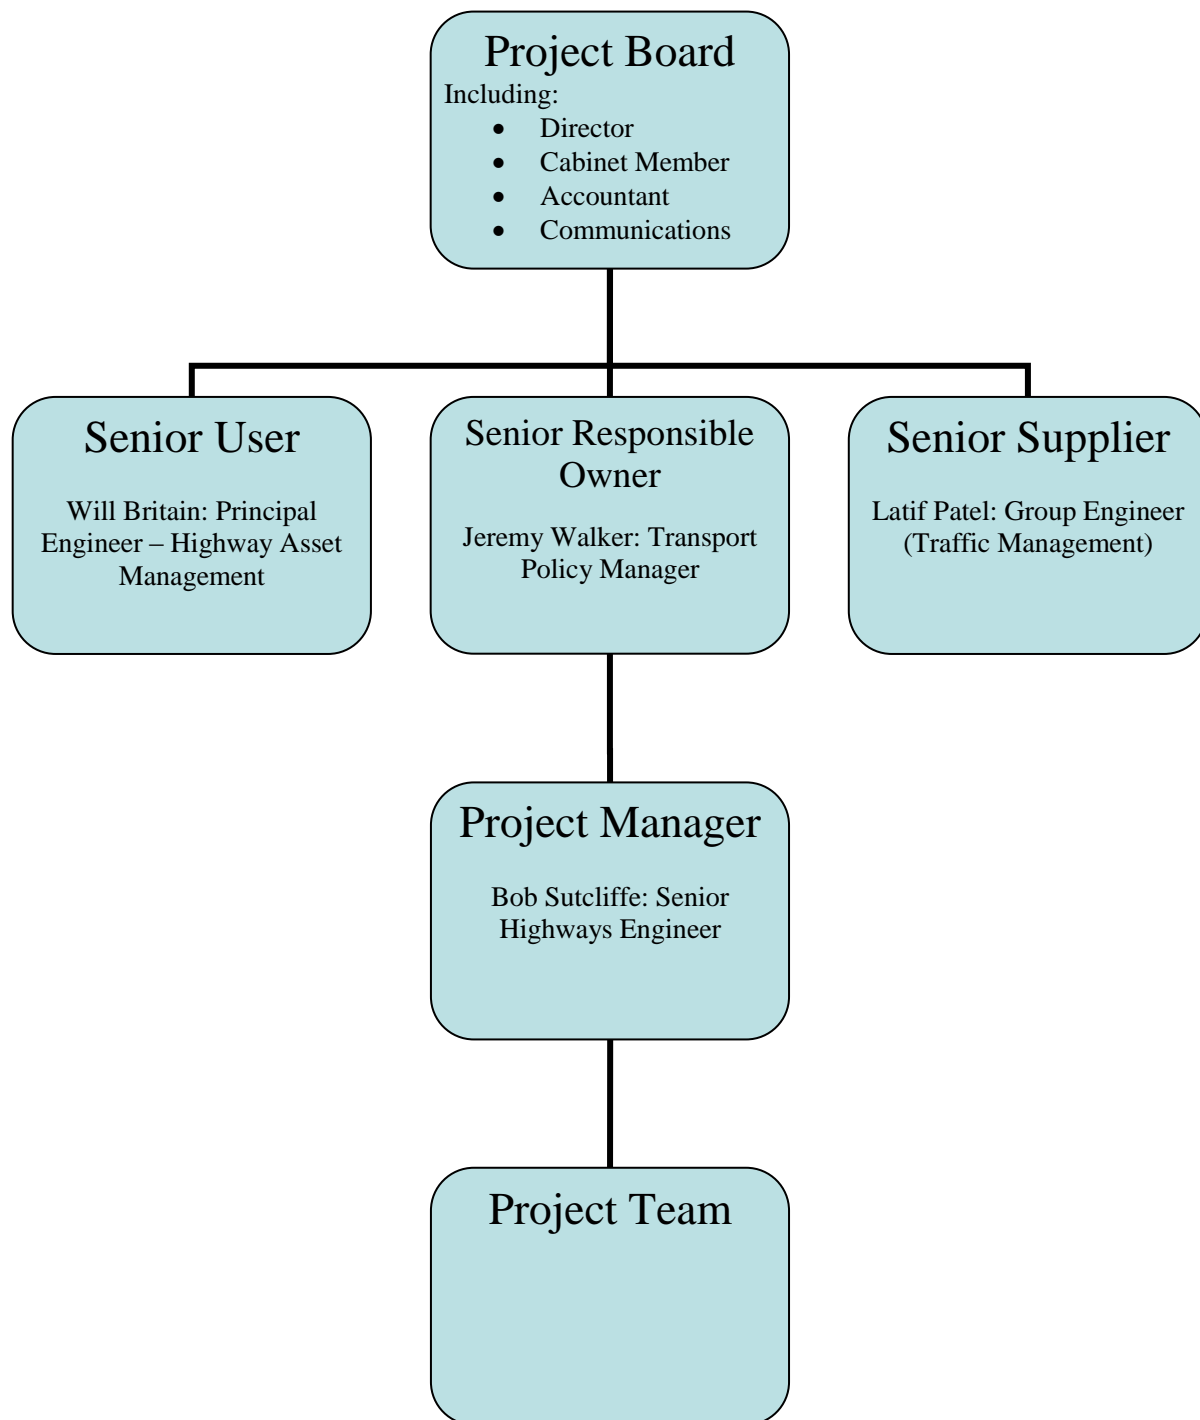 Project Board
Including:
• Director
• Cabinet Member
• Accountant
• Communications
Senior User
Will Britain: Principal
Engineer – Highway Asset
Management
Senior Responsible
Owner
Jeremy Walker: Transport
Policy Manager
Senior Supplier
Latif Patel: Group Engineer
(Traffic Management)
Project Manager
Bob Sutcliffe: Senior
Highways Engineer
Project Team